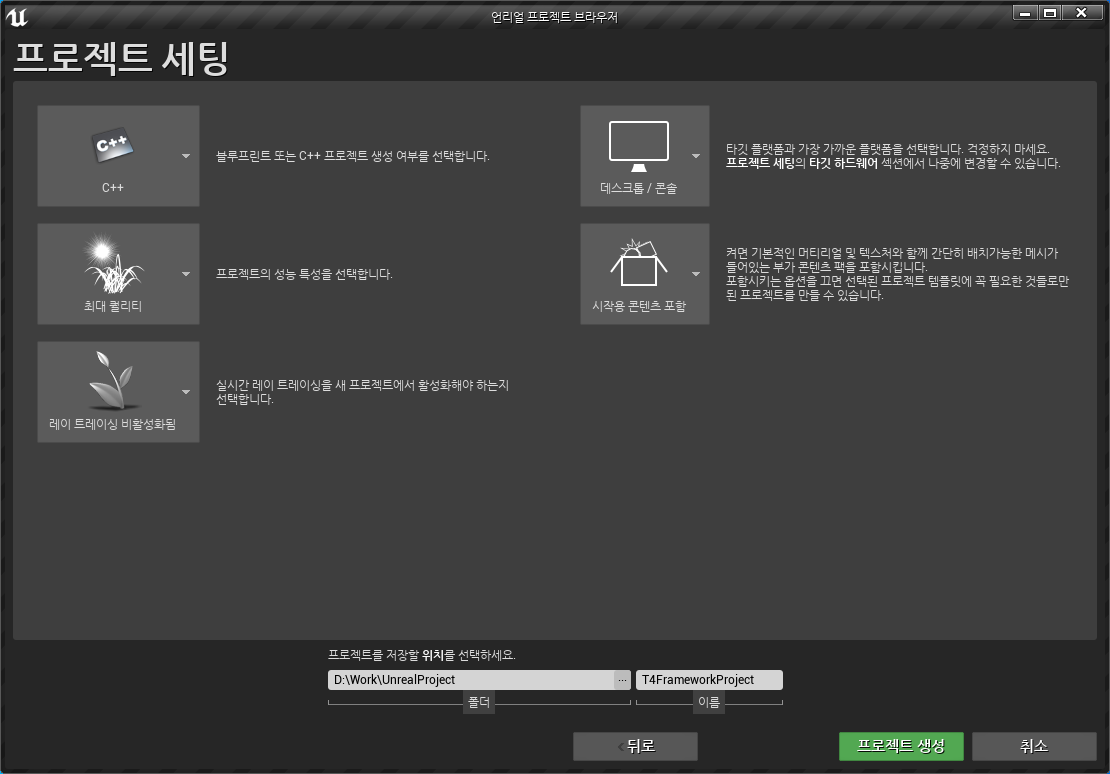 언리얼 프로젝트 브라우저
프로젝트 세팅
C++
C++
블루프린트 또는 C++ 프로젝트 생성 여부를 선택합니다.
데스크톱 / 콘솔
타깃 플랫폼과 가장 가까운 플랫폼을 선택합니다. 걱정하지 마세요.
프로젝트 세팅의 타깃 하드웨어 섹션에서 나중에 변경할 수 있습니다.
최대 퀄리티
프로젝트의 성능 특성을 선택합니다.
시작용 콘텐츠 포함
켜면 기본적인 머티리얼 및 텍스처와 함께 간단히 배치가능한 메시가
들어있는 부가 콘텐츠 팩을 포함시킵니다.
포함시키는 옵션을 끄면 선택된 프로젝트 템플릿에 꼭 필요한 것들로만
된 프로젝트를 만들 수 있습니다.
레이 트레이싱 비활성화됨
실시간 레이 트레이싱을 새 프로젝트에서 활성화해야 하는지
선택합니다.
프로젝트를 저장할 위치를 선택하세요.
D:\Work\UnrealProject ... T4FrameworkProject
폴더 이름
< 뒤로 프로젝트 생성 취소